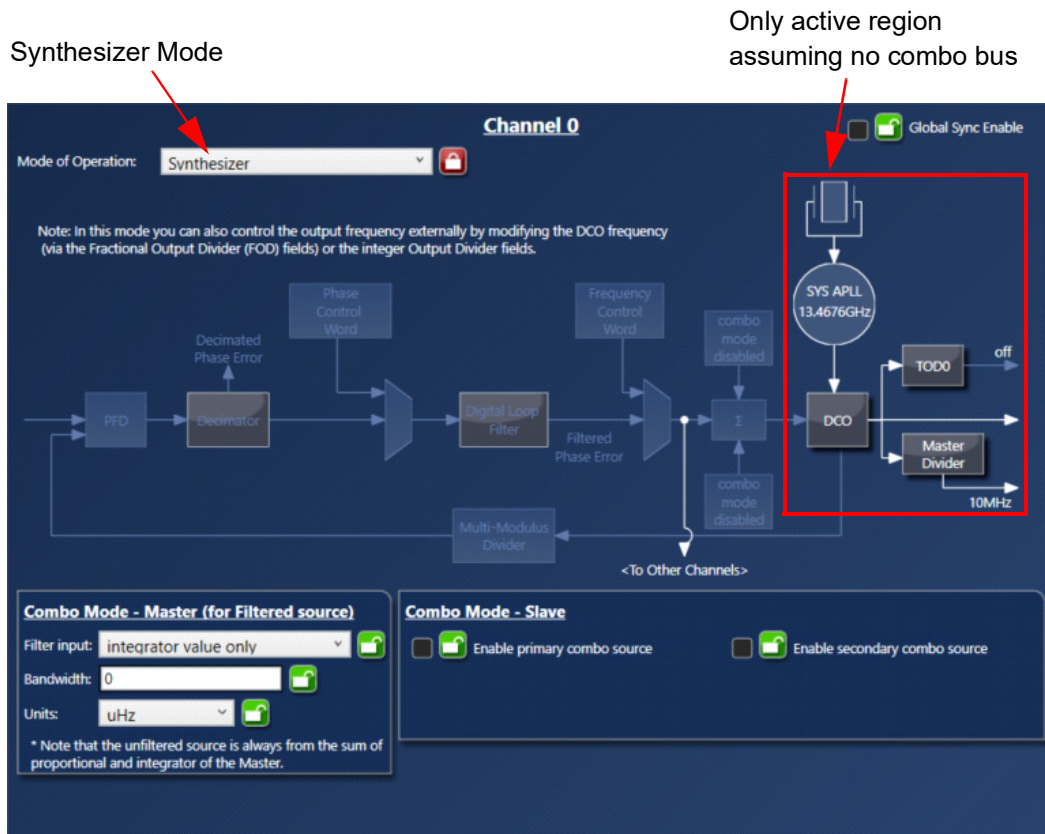 Synthesizer Mode
Only active region
assuming no combo bus
Channel 0
Global Sync Enable
Mode of Operation:
Synthesizer
Note: In this mode you can also control the output frequency externally by modifying the DCO frequency
(via the Fractional Output Divider (FOD) fields) or the integer Output Divider fields.
SYS APLL
13.4676GHz
Phase
Control
Word
Frequency
Control
Word
combo
mode
disabled
Decimated
Phase Error
TOD0
off
PFD
Decimator
Digital Loop
Filter
Filtered
Phase Error
Σ
DCO
Master
Divider
10MHz
combo
mode
disabled
Multi-Modulus
Divider
<To Other Channels>
Combo Mode - Master (for Filtered source)
Filter input:
integrator value only
Bandwidth:
0
Units:
uHz
* Note that the unfiltered source is always from the sum of
proportional and integrator of the Master.
Combo Mode - Slave
Enable primary combo source
Enable secondary combo source